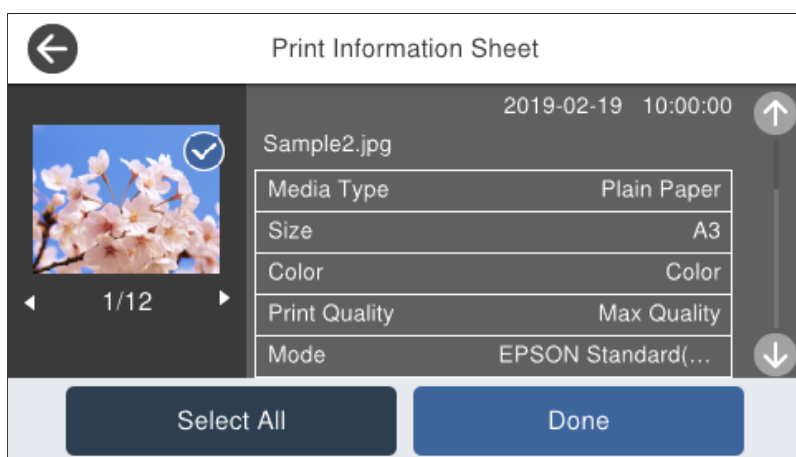 Print Information Sheet
2019-02-19 10:00:00
Sample2.jpg
Media Type Plain Paper
Size A3
Color Color
Print Quality Max Quality
Mode EPSON Standard(...
1/12
Select All Done